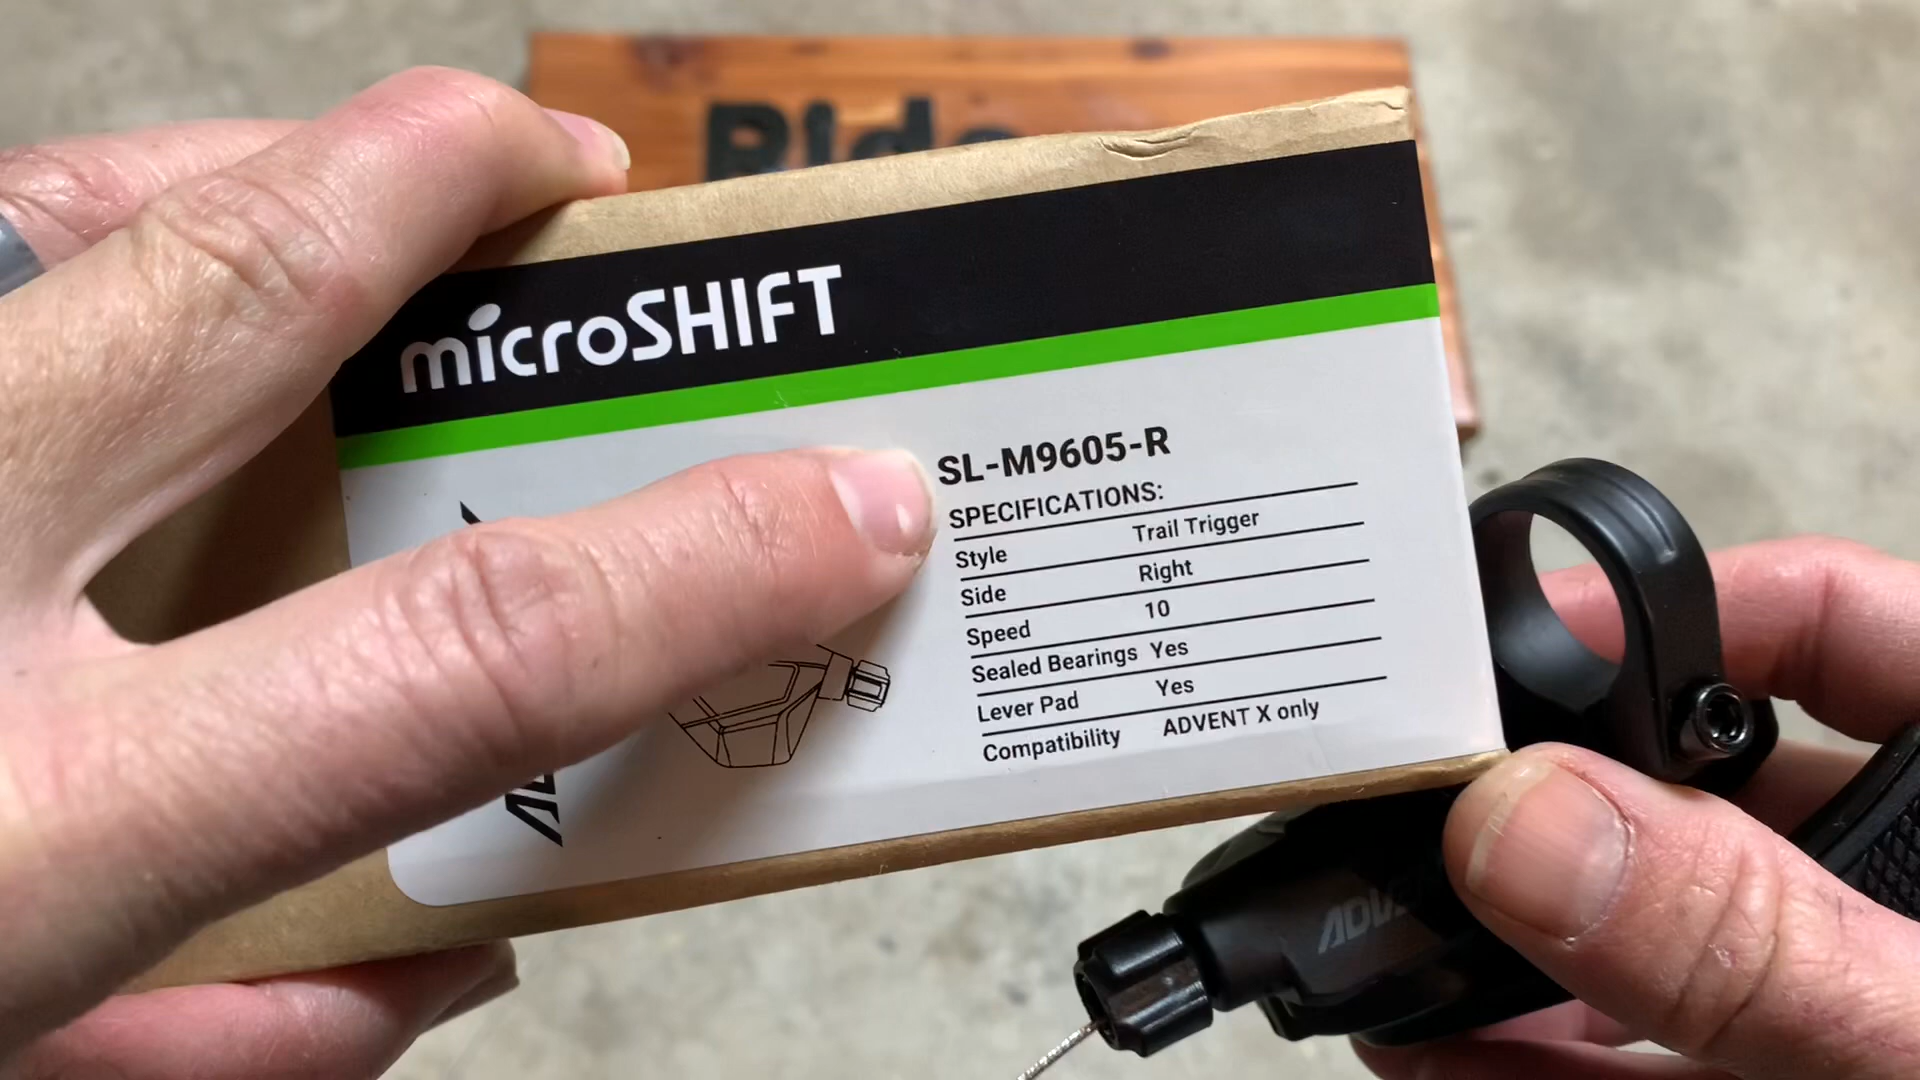 Ride
microSHIFT
SL-M9605-R
SPECIFICATIONS:
Style Trail Trigger
Side Right
Speed 10
Sealed Bearings Yes
Lever Pad Yes
Compatibility ADVENT X only